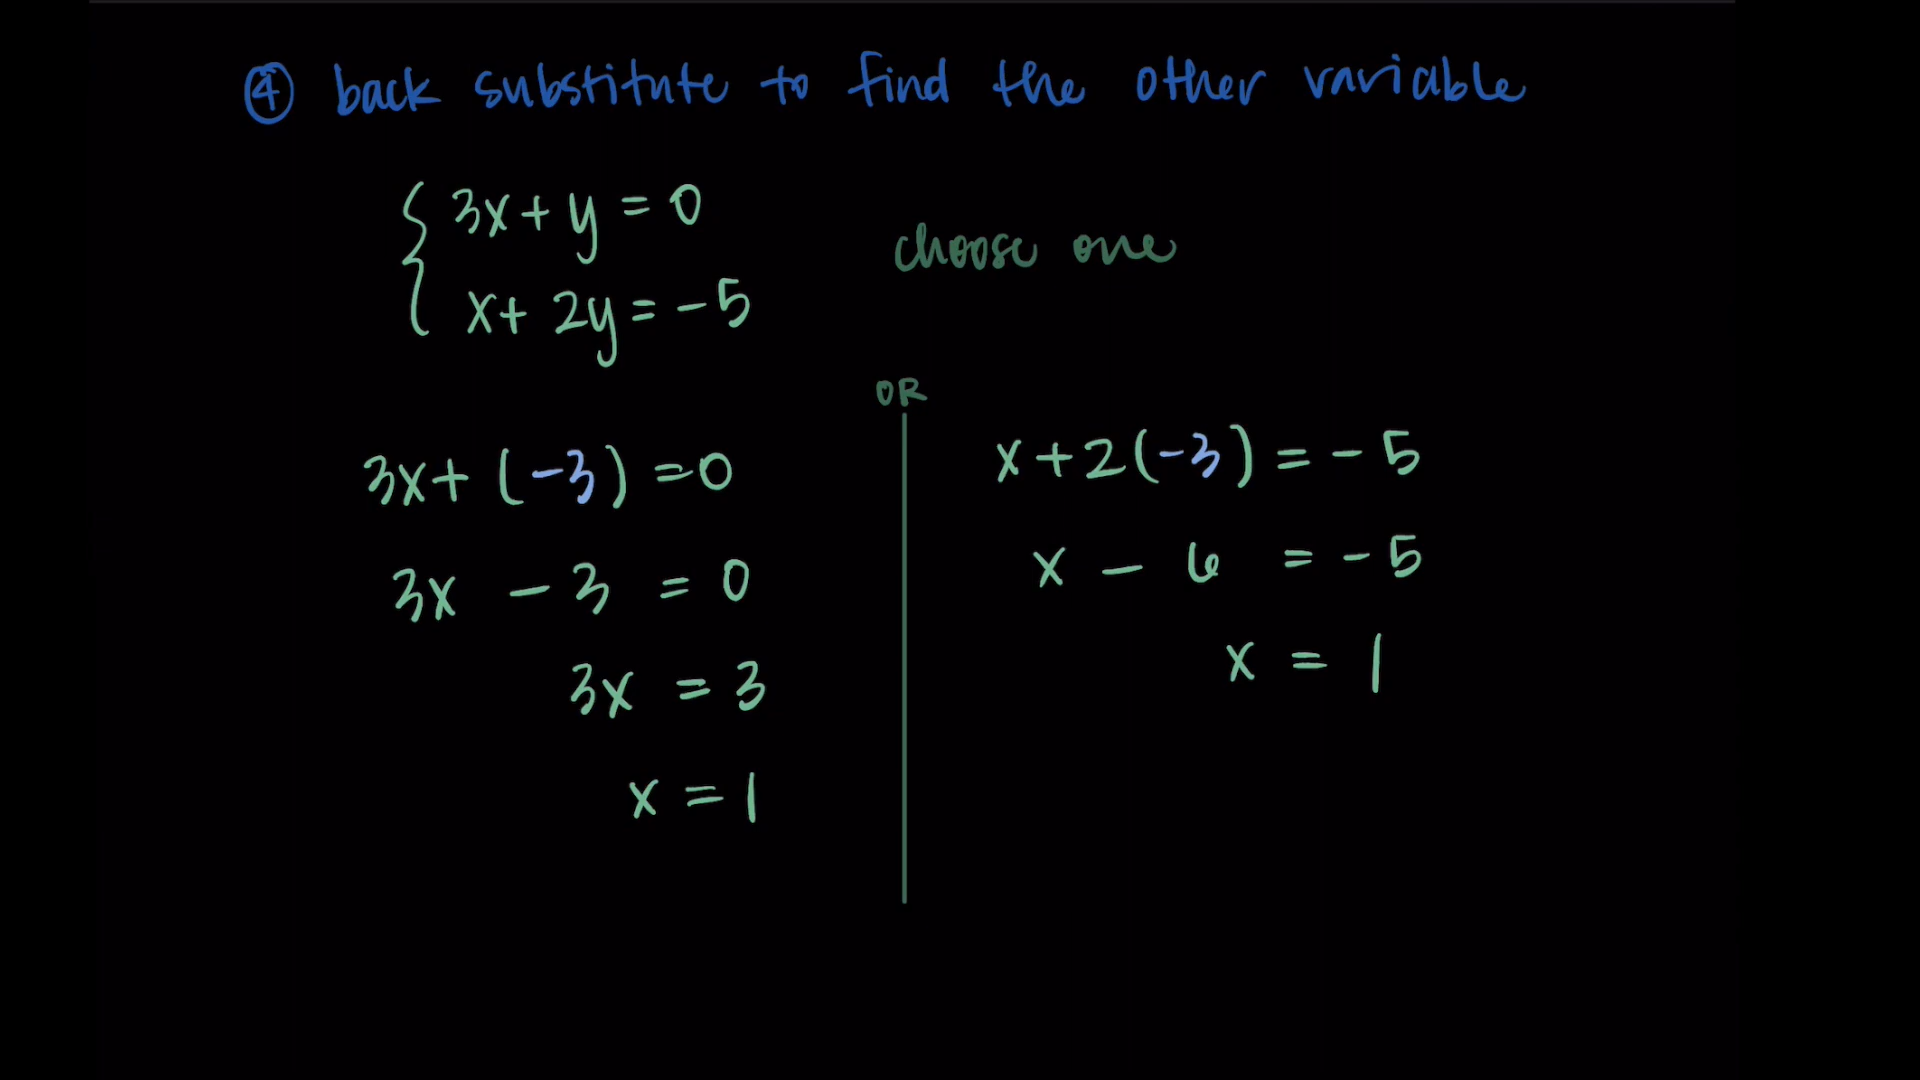 ④ back substitute to find the other variable
3x + y = 0
choose one
x + 2y = -5
OR
3x + (-3) = 0
3x - 3 = 0
3x = 3
x = 1
x + 2(-3) = -5
x - 6 = -5
x = 1